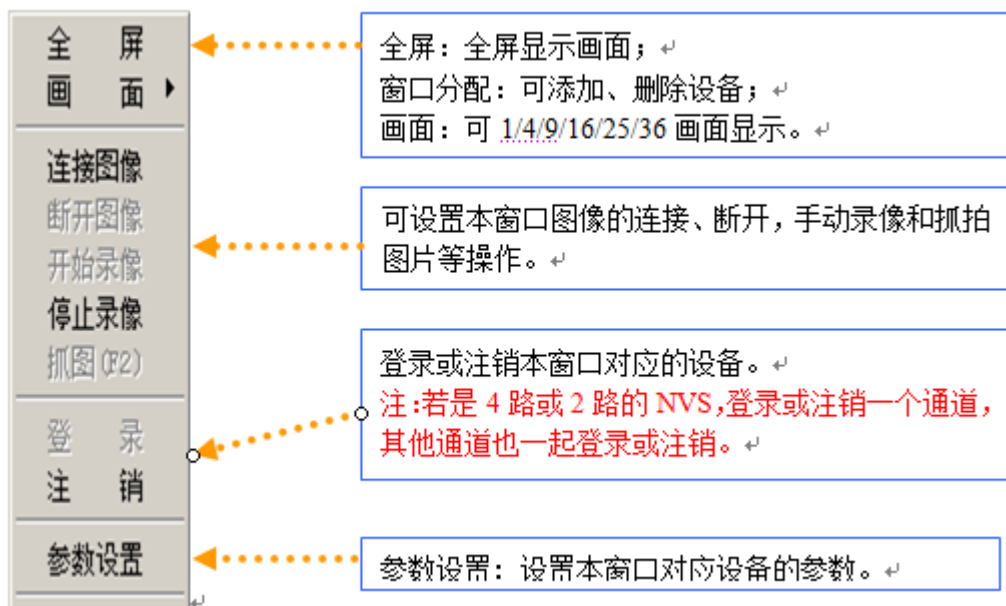 全 屏
画 面
连接图像
断开图像
开始录像
停止录像
抓图(F2)
登 录
注 销
参数设置
全屏：全屏显示画面；
窗口分配：可添加、删除设备；
画面：可 1/4/9/16/25/36 画面显示。
可设置本窗口图像的连接、断开，手动录像和抓拍
图片等操作。
登录或注销本窗口对应的设备。
注:若是 4 路或 2 路的 NVS,登录或注销一个通道，
其他通道也一起登录或注销。
参数设置：设置本窗口对应设备的参数。